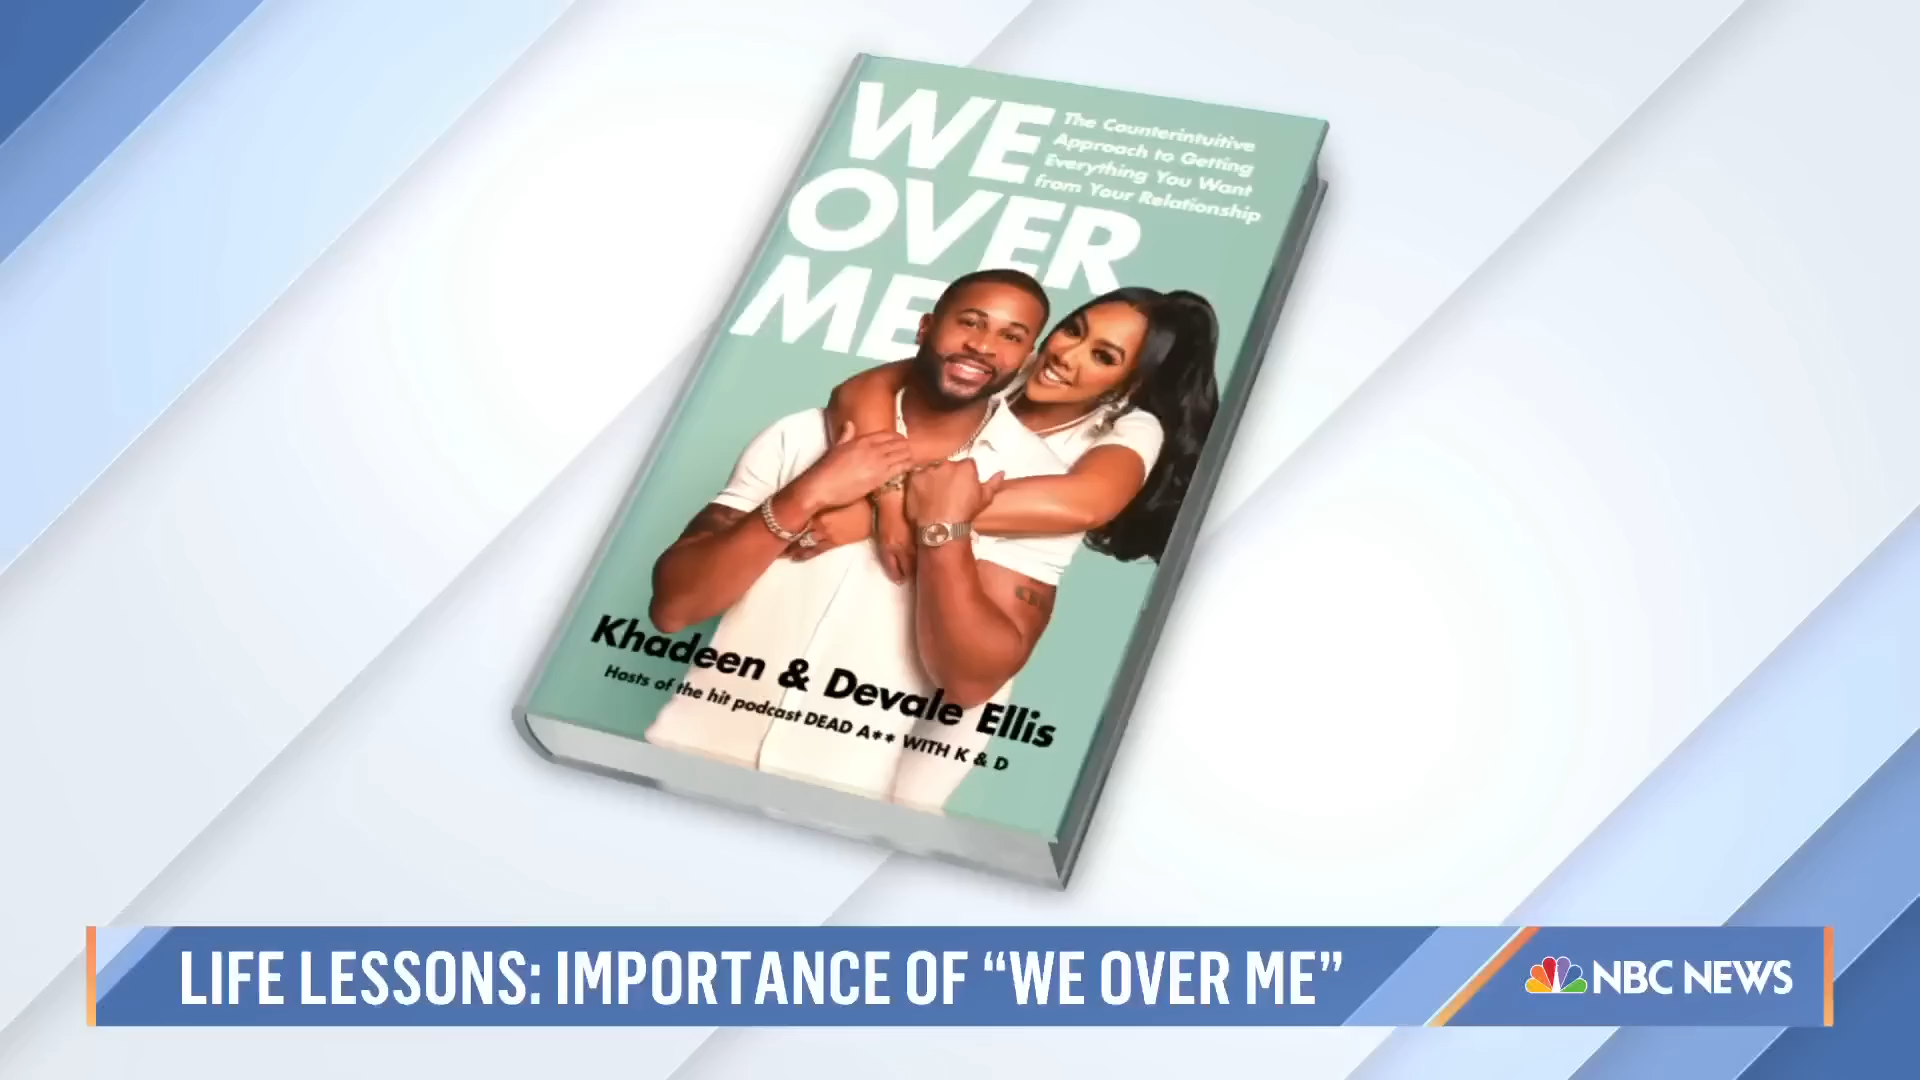 WE
OVER
ME
The Counterintuitive
Approach to Getting
Everything You Want
from Your Relationship
Khadeen & Devale Ellis
Hosts of the hit podcast DEAD A** WITH K & D
LIFE LESSONS: IMPORTANCE OF “WE OVER ME”
NBC NEWS